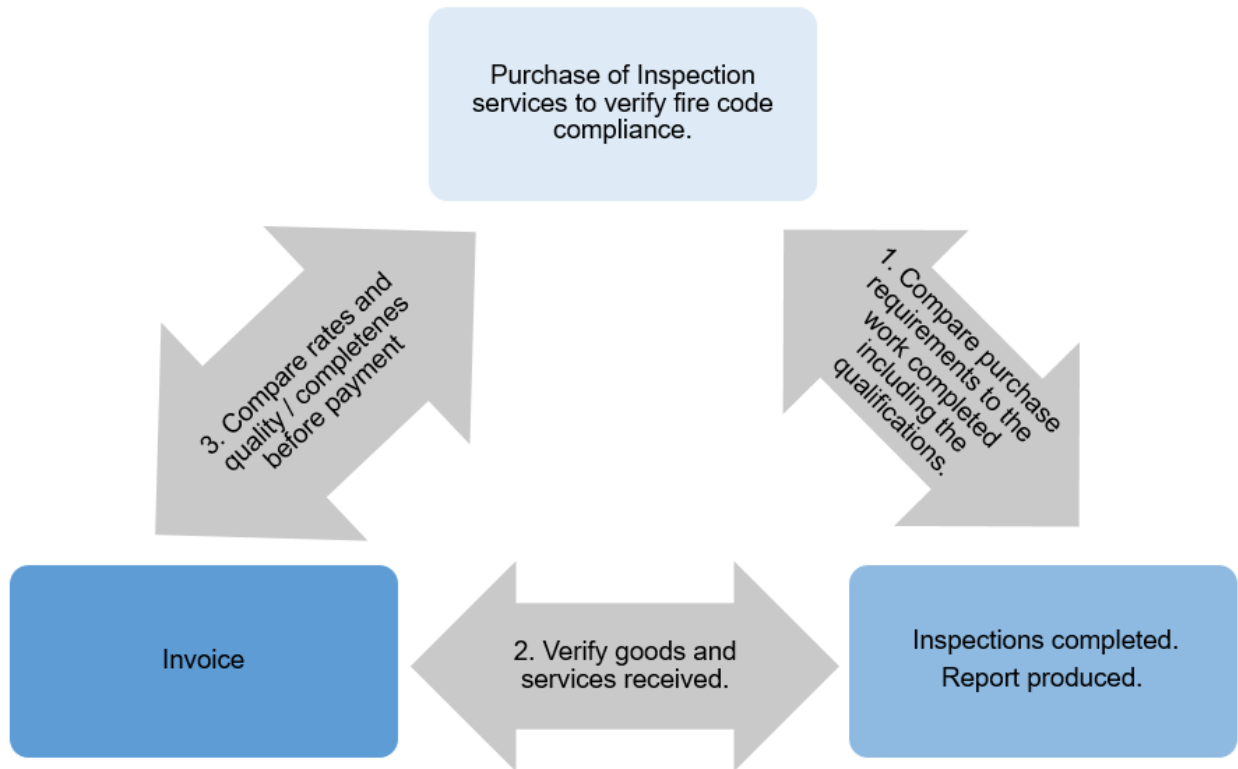 Purchase of Inspection
services to verify fire code
compliance.
1. Compare purchase
requirements to the
work completed
including the
qualifications.
3. Compare rates and
quality / completenes
before payment
Invoice
2. Verify goods and
services received.
Inspections completed.
Report produced.